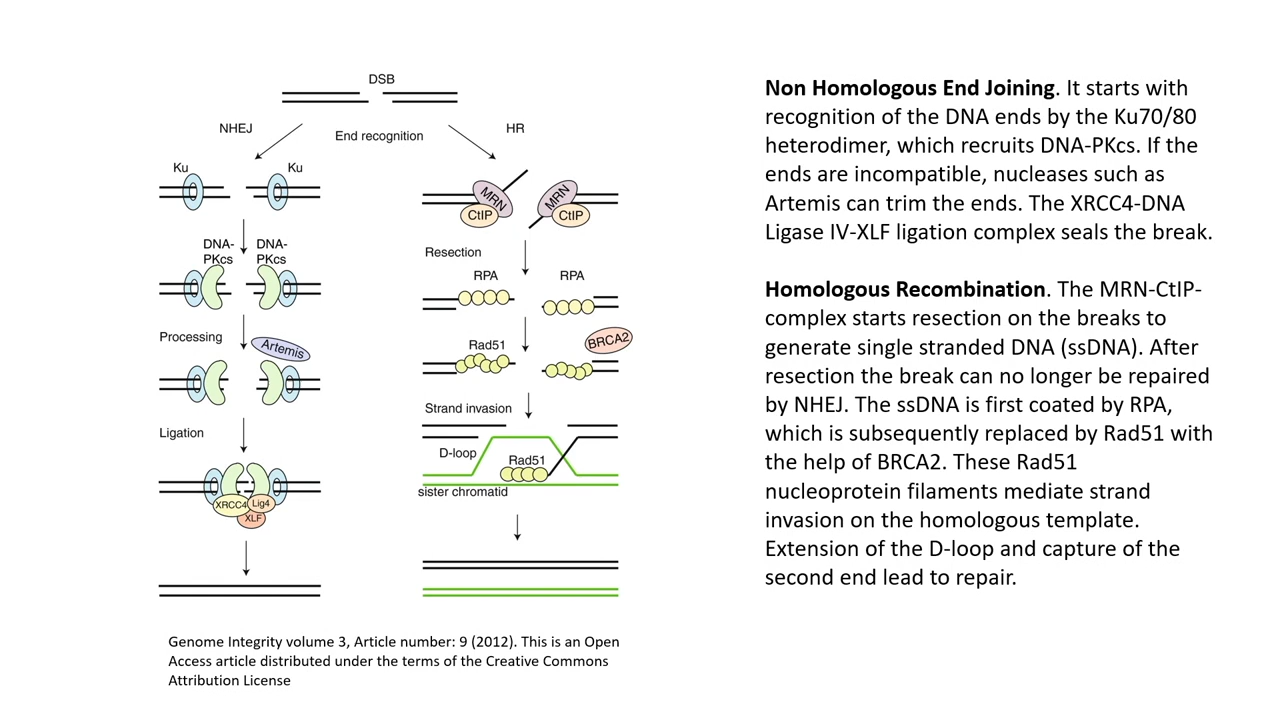 DSB
NHEJ
End recognition
HR
Ku
Ku
MRN
MRN
CtIP
CtIP
DNA-
PKcs
DNA-
PKcs
Resection
RPA
RPA
Processing
Artemis
Rad51
BRCA2
Strand invasion
Ligation
D-loop
Rad51
sister chromatid
XRCC4
Lig4
XLF
Genome Integrity volume 3, Article number: 9 (2012). This is an Open
Access article distributed under the terms of the Creative Commons
Attribution License
Non Homologous End Joining. It starts with
recognition of the DNA ends by the Ku70/80
heterodimer, which recruits DNA-PKcs. If the
ends are incompatible, nucleases such as
Artemis can trim the ends. The XRCC4-DNA
Ligase IV-XLF ligation complex seals the break.
Homologous Recombination. The MRN-CtIP-
complex starts resection on the breaks to
generate single stranded DNA (ssDNA). After
resection the break can no longer be repaired
by NHEJ. The ssDNA is first coated by RPA,
which is subsequently replaced by Rad51 with
the help of BRCA2. These Rad51
nucleoprotein filaments mediate strand
invasion on the homologous template.
Extension of the D-loop and capture of the
second end lead to repair.